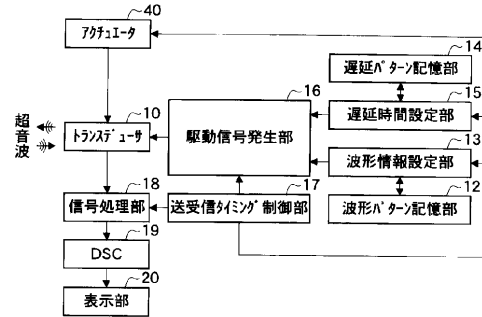 40
アクチュエータ
14
遅延パターン記憶部
16
15
10
遅延時間設定部
超音波
トランスデューサ
駆動信号発生部
13
波形情報設定部
18
17
12
信号処理部
送受信タイミング制御部
波形パターン記憶部
19
DSC
20
表示部